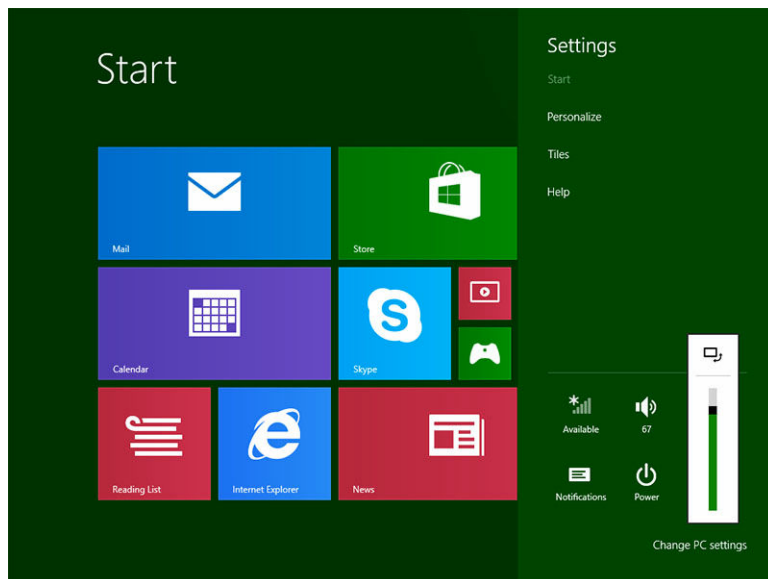 Start
Mail
Store
Calendar
Skype
Reading List
Internet Explorer
News
Settings
Start
Personalize
Tiles
Help
Available
67
Notifications
Power
Change PC settings